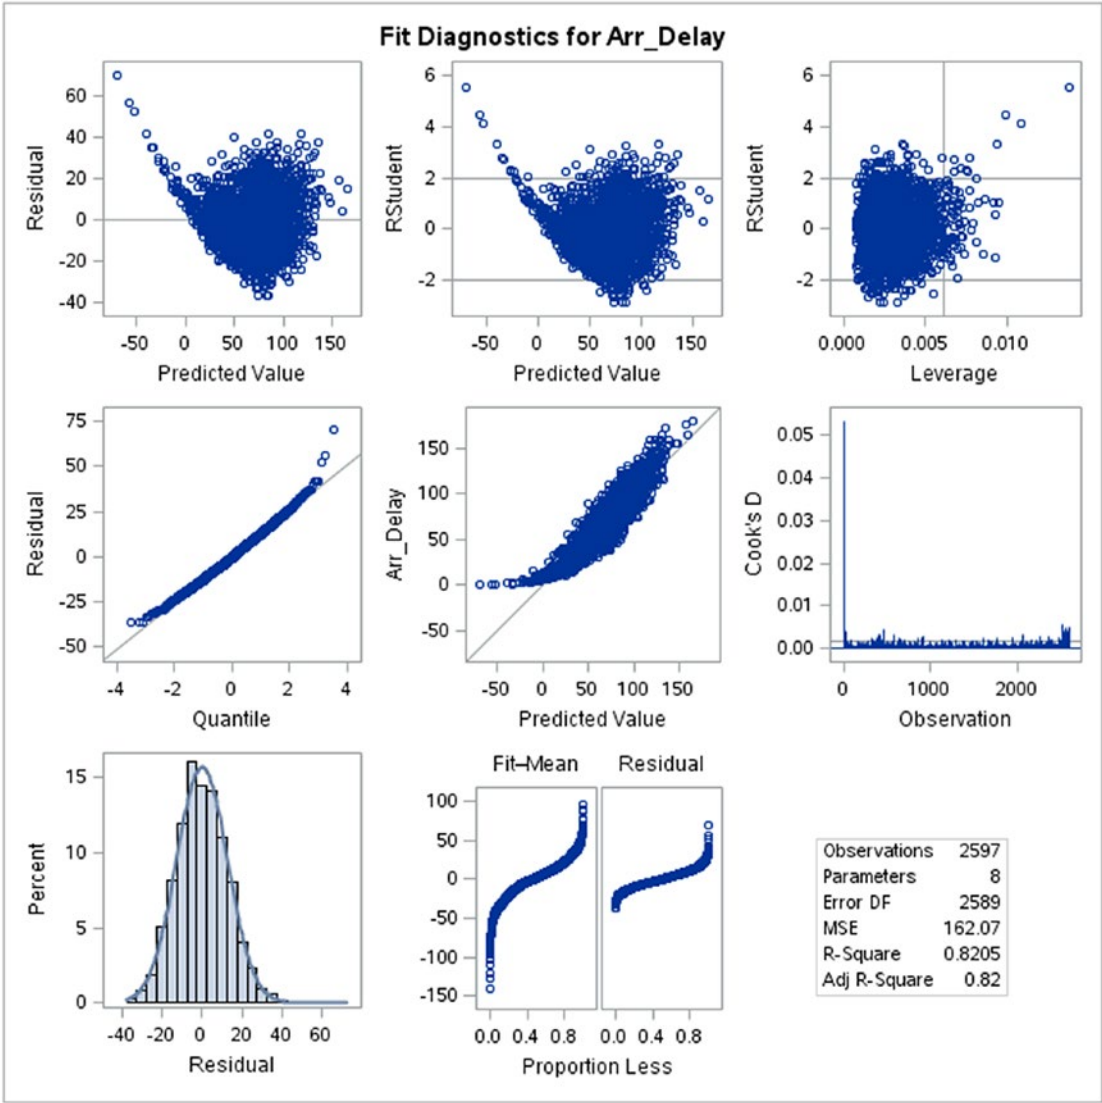 Fit Diagnostics for Arr_Delay
60
40
20
0
-20
-40
Residual
-50 0 50 100 150
Predicted Value
6
4
2
0
-2
RStudent
-50 0 50 100 150
Predicted Value
6
4
2
0
-2
RStudent
0.000 0.005 0.010
Leverage
75
50
25
0
-25
-50
Residual
-4 -2 0 2 4
Quantile
150
100
50
0
-50
Arr_Delay
-50 0 50 100 150
Predicted Value
0.05
0.04
0.03
0.02
0.01
0.00
Cook's D
0 1000 2000
Observation
15
10
5
0
Percent
-40 -20 0 20 40 60
Residual
Fit–Mean Residual
100
50
0
-50
-100
-150
0.0 0.4 0.8 0.0 0.4 0.8
Proportion Less
Observations 2597
Parameters 8
Error DF 2589
MSE 162.07
R-Square 0.8205
Adj R-Square 0.82